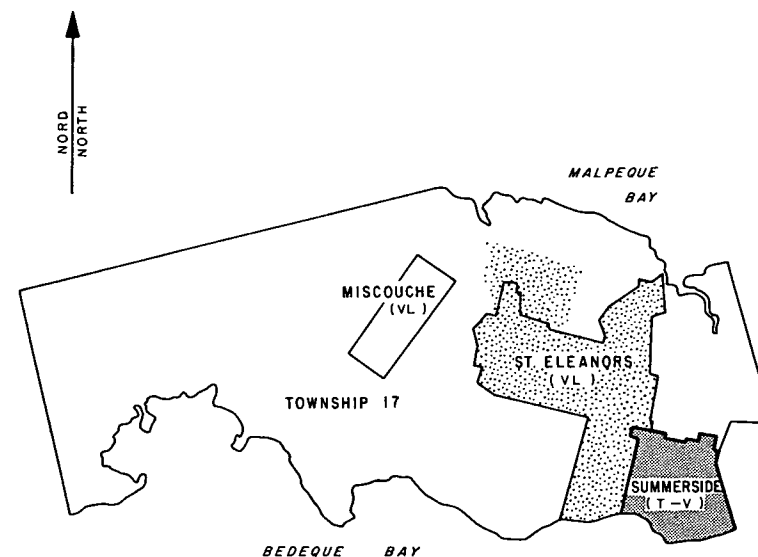 NORD
NORTH
MALPEQUE
BAY
MISCOUCHE
(VL)
ST. ELEANORS
(VL)
TOWNSHIP 17
SUMMERSIDE
(T-V)
BEDEQUE BAY